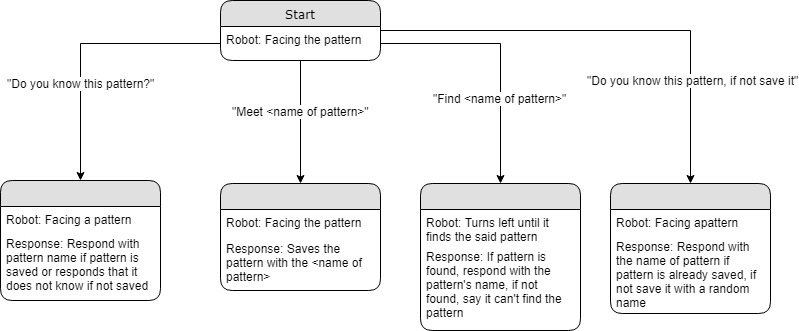 Start
Robot: Facing the pattern
"Do you know this pattern?"
"Meet <name of pattern>"
"Find <name of pattern>"
"Do you know this pattern, if not save it"
Robot: Facing a pattern
Response: Respond with
pattern name if pattern is
saved or responds that it
does not know if not saved
Robot: Facing the pattern
Response: Saves the
pattern with the <name of
pattern>
Robot: Turns left until it
finds the said pattern
Response: If pattern is
found, respond with the
pattern's name, if not
found, say it can't find the
pattern
Robot: Facing apattern
Response: Respond with
the name of pattern if
pattern is already saved, if
not save it with a random
name